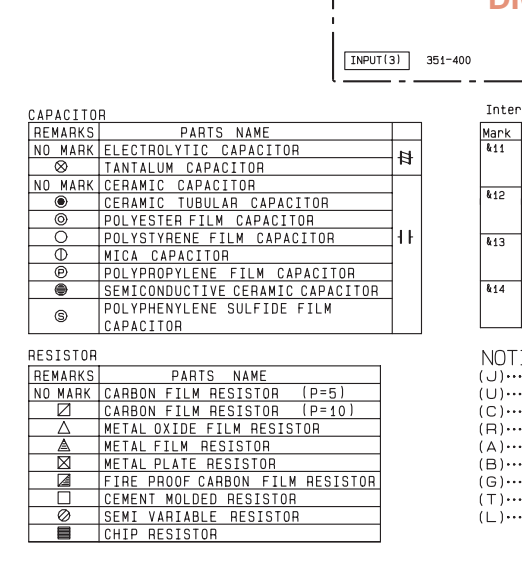 INPUT(3) 351-400
CAPACITOR
REMARKS PARTS NAME
NO MARK ELECTROLYTIC CAPACITOR
TANTALUM CAPACITOR
NO MARK CERAMIC CAPACITOR
CERAMIC TUBULAR CAPACITOR
POLYESTER FILM CAPACITOR
POLYSTYRENE FILM CAPACITOR
MICA CAPACITOR
P POLYPROPYLENE FILM CAPACITOR
SEMICONDUCTIVE CERAMIC CAPACITOR
S POLYPHENYLENE SULFIDE FILM
CAPACITOR
RESISTOR
REMARKS PARTS NAME
NO MARK CARBON FILM RESISTOR (P=5)
CARBON FILM RESISTOR (P=10)
METAL OXIDE FILM RESISTOR
METAL FILM RESISTOR
METAL PLATE RESISTOR
FIRE PROOF CARBON FILM RESISTOR
CEMENT MOLDED RESISTOR
SEMI VARIABLE RESISTOR
CHIP RESISTOR
Inter
Mark
&11
&12
&13
&14
NOTI
(J)•••
(U)•••
(C)•••
(R)•••
(A)•••
(B)•••
(G)•••
(T)•••
(L)•••